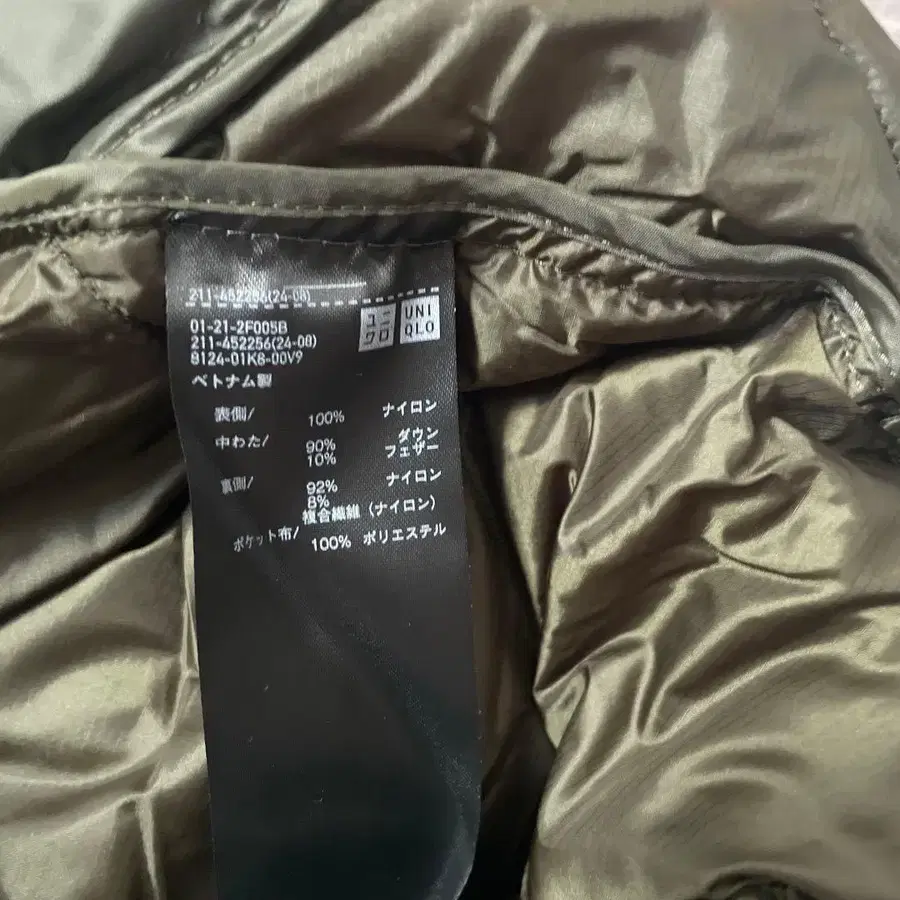 211-452256(24-08)
01-21-2F005B
211-452256(24-08)
8124-01K8-00V9
ユニ
クロ
UNI
QLO
ベトナム製
表側/ 100% ナイロン
中わた/ 90% ダウン
10% フェザー
裏側/ 92% ナイロン
8%
複合繊維(ナイロン)
ポケット布/ 100% ポリエステル